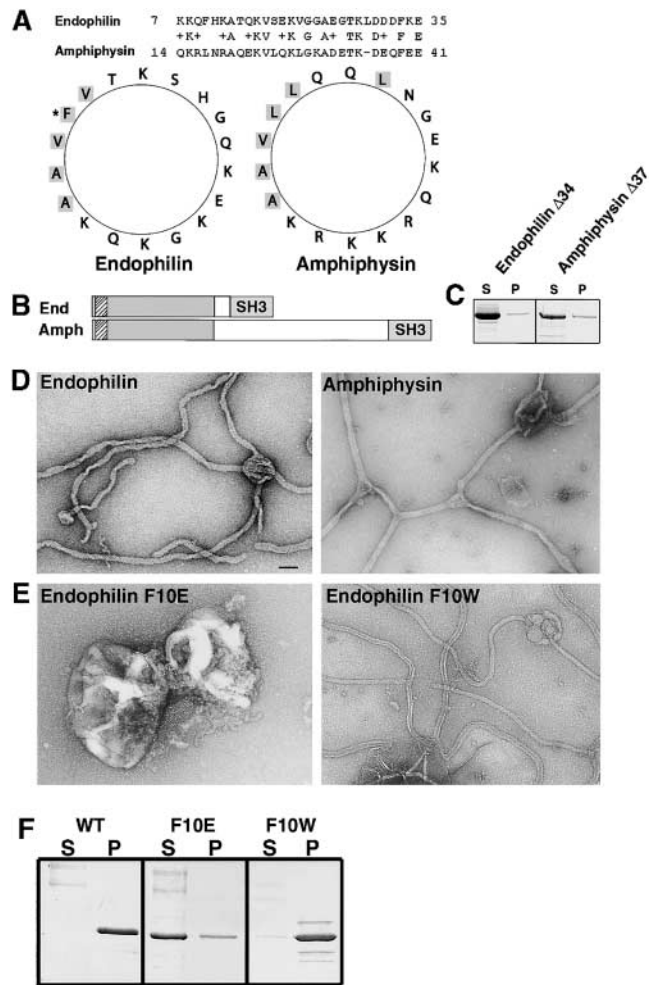 A
Endophilin 7 KKQFHKATQKVSEKVGGAEGTKLDDDFKE 35
+K+ +A +KV +K G A+ TK D+ F E
Amphiphysin 14 QKRLNRAQEKVLQKLGKADETK-DEQFEE 41
T K S H G Q K E K G K Q K A A V *F V
Endophilin
L Q Q L N G E K Q R K K R K A A V L
Amphiphysin
B
End SH3
Amph SH3
C
Endophilin Δ34
Amphiphysin Δ37
S P S P
D
Endophilin
Amphiphysin
E
Endophilin F10E
Endophilin F10W
F
WT F10E F10W
S P S P S P